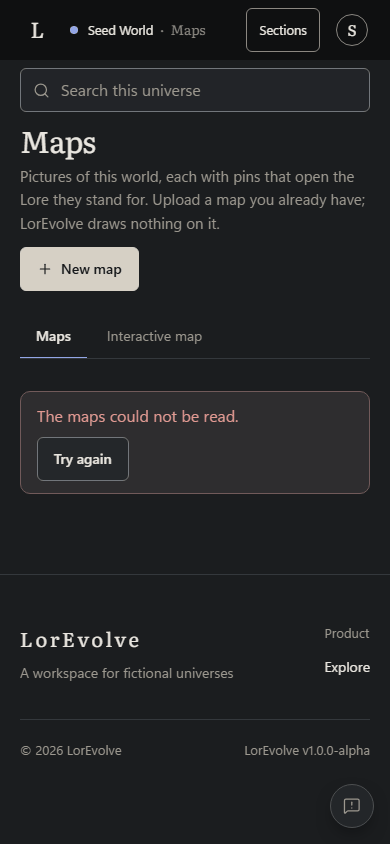 L
Seed World · Maps
Sections
S
Search this universe
Maps
Pictures of this world, each with pins that open the
Lore they stand for. Upload a map you already have;
LorEvolve draws nothing on it.
+ New map
Maps
Interactive map
The maps could not be read.
Try again
LorEvolve
A workspace for fictional universes
Product
Explore
© 2026 LorEvolve
LorEvolve v1.0.0-alpha